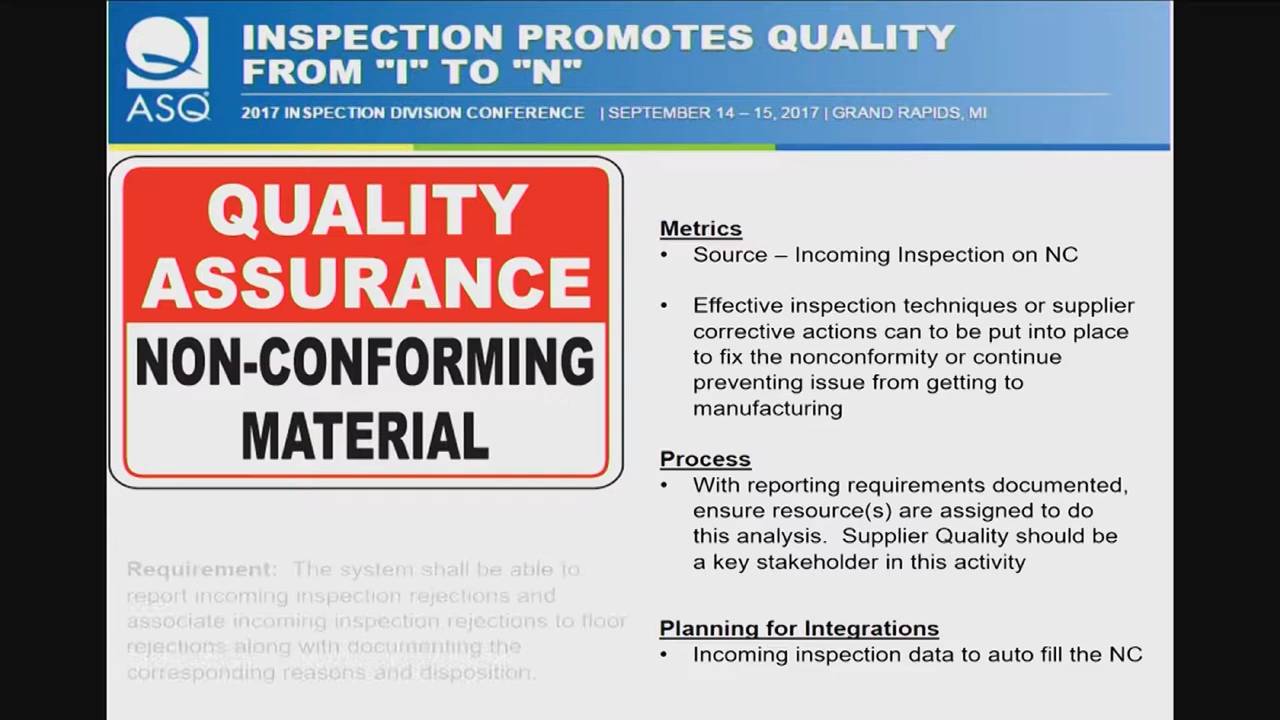 ASQ
INSPECTION PROMOTES QUALITY
FROM "I" TO "N"
2017 INSPECTION DIVISION CONFERENCE | SEPTEMBER 14 – 15, 2017 | GRAND RAPIDS, MI
QUALITY
ASSURANCE
NON-CONFORMING
MATERIAL
Requirement: The system shall be able to
report incoming inspection rejections and
associate incoming inspection rejections to floor
rejections along with documenting the
corresponding reasons and disposition.
Metrics
• Source – Incoming Inspection on NC
• Effective inspection techniques or supplier
corrective actions can to be put into place
to fix the nonconformity or continue
preventing issue from getting to
manufacturing
Process
• With reporting requirements documented,
ensure resource(s) are assigned to do
this analysis. Supplier Quality should be
a key stakeholder in this activity
Planning for Integrations
• Incoming inspection data to auto fill the NC